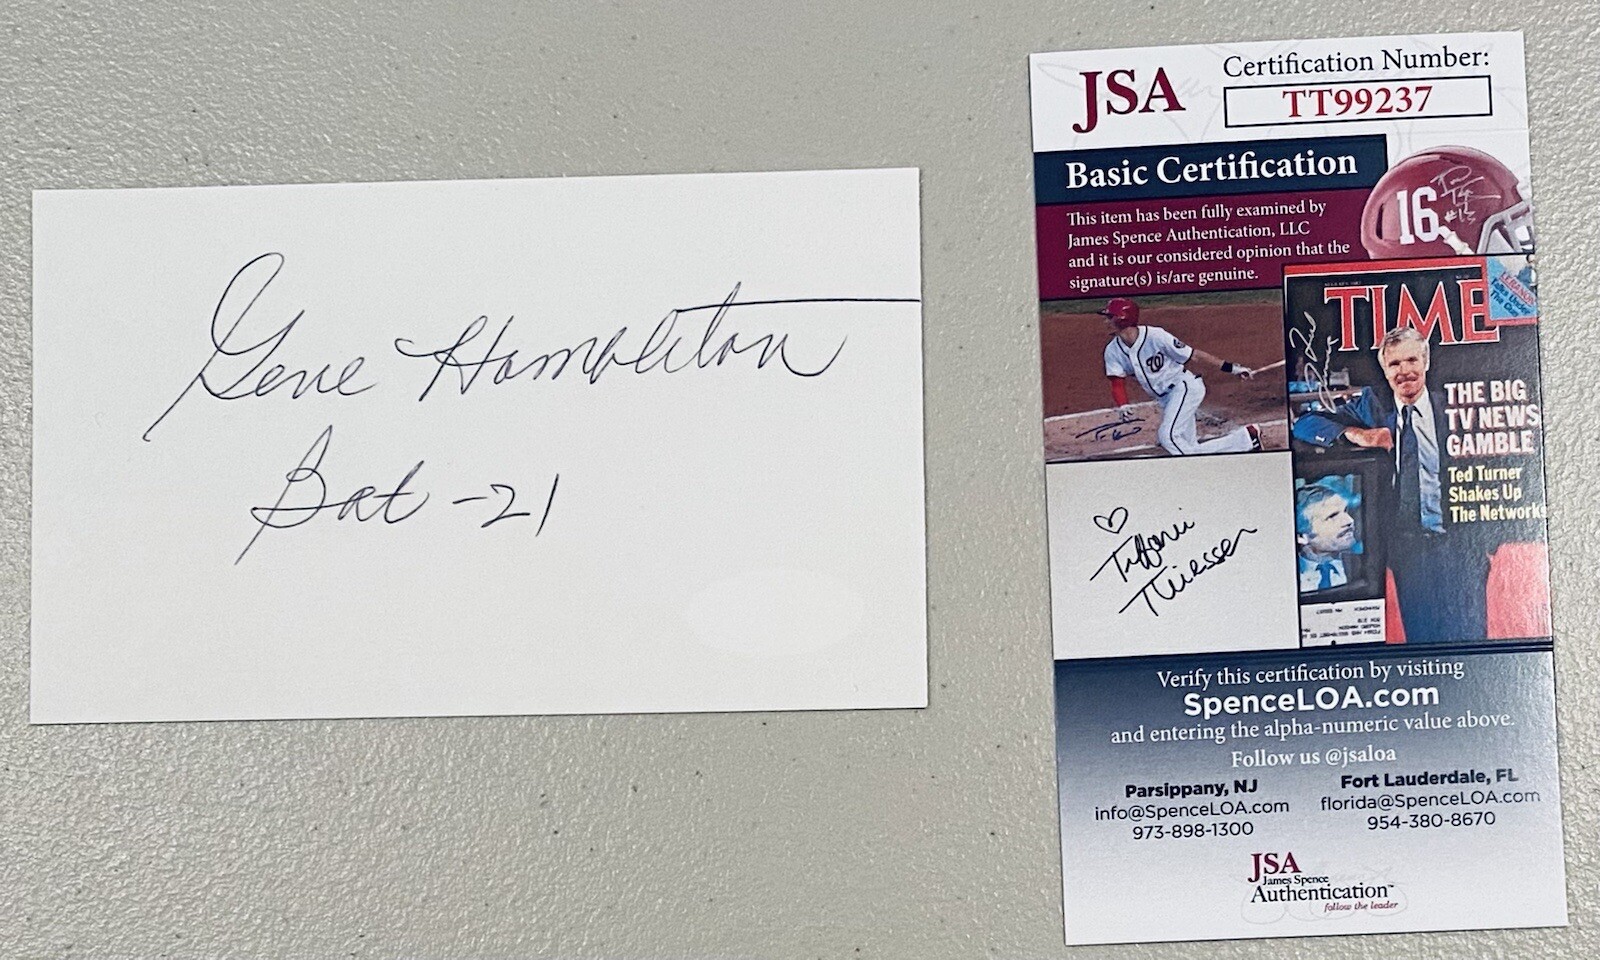 Gene Hambleton
Bat-21
JSA
Certification Number:
TT99237
Basic Certification
This item has been fully examined by
James Spence Authentication, LLC
and it is our considered opinion that the
signature(s) is/are genuine.
16
#13
TIME
THE BIG
TV NEWS
GAMBLE
Ted Turner
Shakes Up
The Networks
Tiffani
Thiessen
Verify this certification by visiting
SpenceLOA.com
and entering the alpha-numeric value above.
Follow us @jsaloa
Parsippany, NJ
info@SpenceLOA.com
973-898-1300
Fort Lauderdale, FL
florida@SpenceLOA.com
954-380-8670
JSA
James Spence
Authentication™
follow the leader